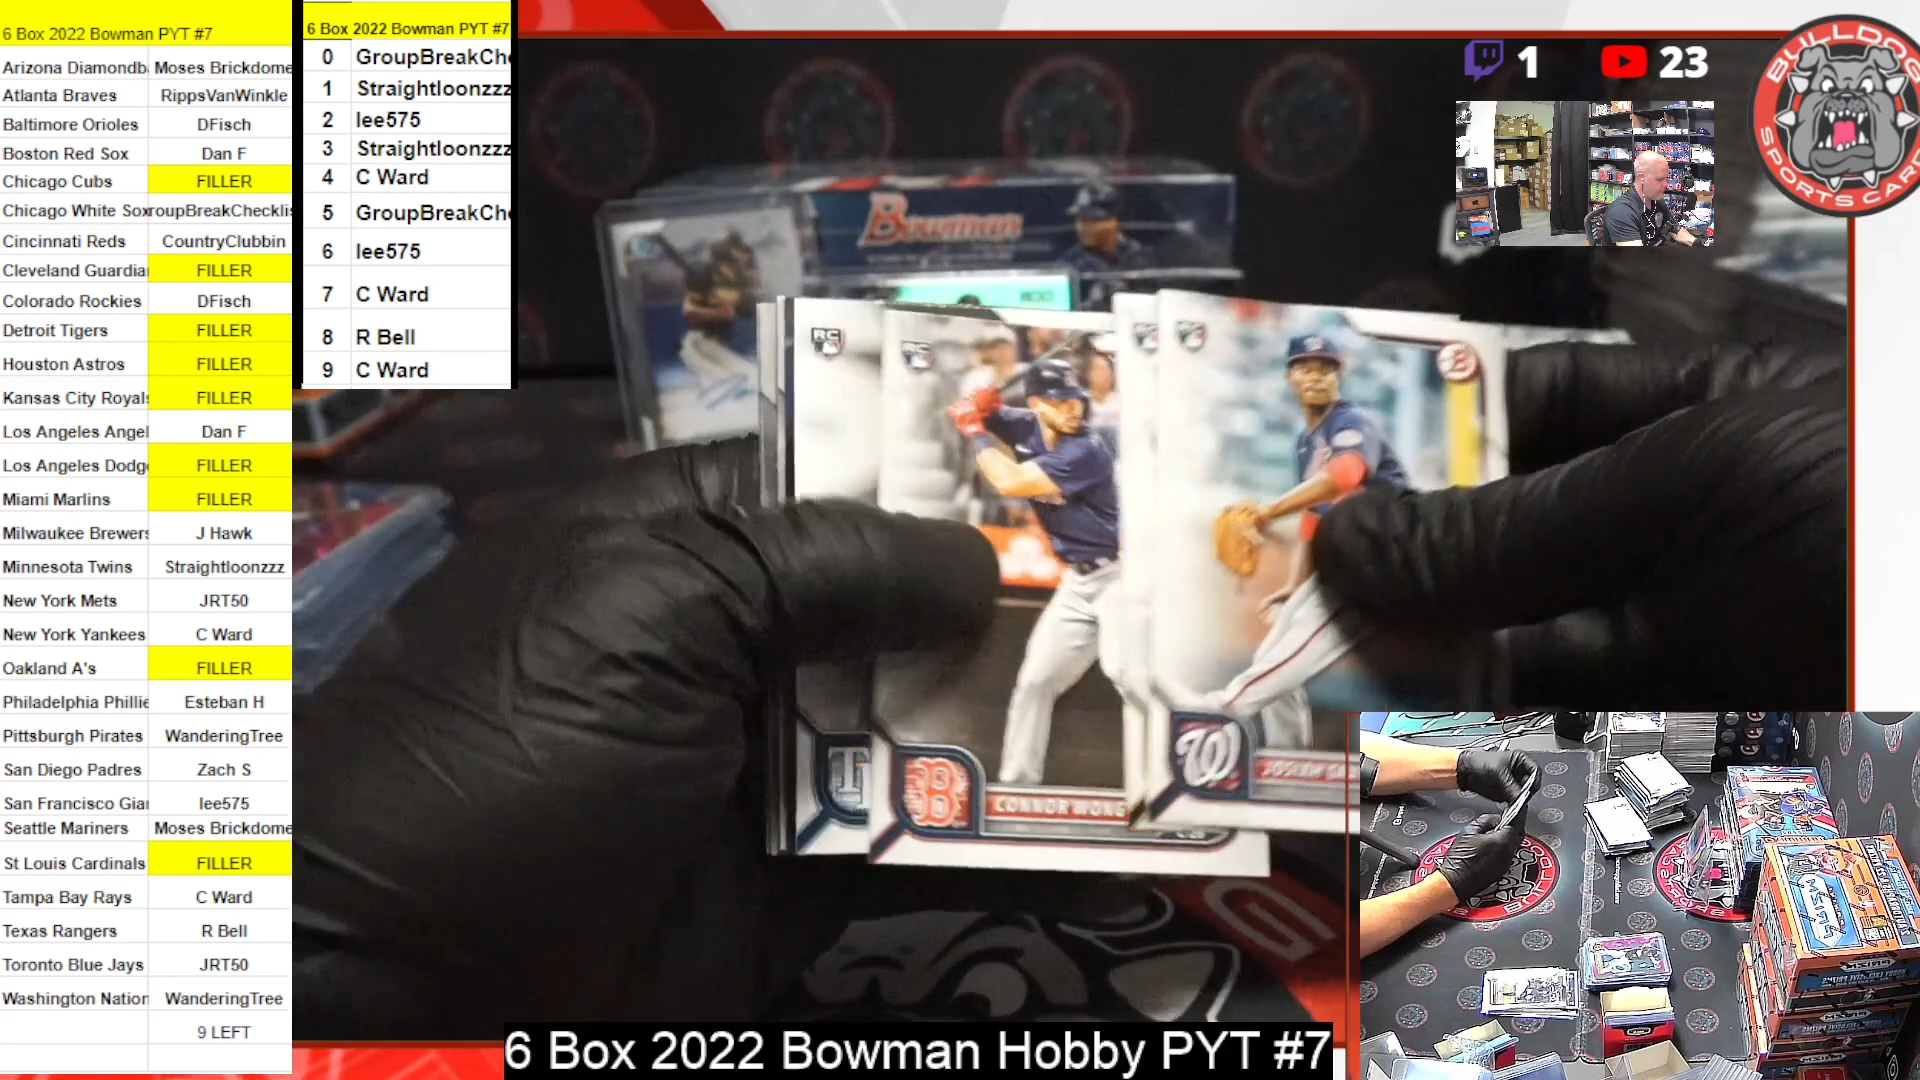 6 Box 2022 Bowman PYT #7
Arizona Diamondb Moses Brickdome
Atlanta Braves RippsVanWinkle
Baltimore Orioles DFisch
Boston Red Sox Dan F
Chicago Cubs FILLER
Chicago White Sox roupBreakCheckli
Cincinnati Reds CountryClubbin
Cleveland Guardia FILLER
Colorado Rockies DFisch
Detroit Tigers FILLER
Houston Astros FILLER
Kansas City Royals FILLER
Los Angeles Angel Dan F
Los Angeles Dodg FILLER
Miami Marlins FILLER
Milwaukee Brewers J Hawk
Minnesota Twins Straightloonzzz
New York Mets JRT50
New York Yankees C Ward
Oakland A's FILLER
Philadelphia Phillie Esteban H
Pittsburgh Pirates WanderingTree
San Diego Padres Zach S
San Francisco Gia lee575
Seattle Mariners Moses Brickdome
St Louis Cardinals FILLER
Tampa Bay Rays C Ward
Texas Rangers R Bell
Toronto Blue Jays JRT50
Washington Nation WanderingTree
9 LEFT
6 Box 2022 Bowman PYT #7
0 GroupBreakCh
1 Straightloonzzz
2 lee575
3 Straightloonzzz
4 C Ward
5 GroupBreakCh
6 lee575
7 C Ward
8 R Bell
9 C Ward
1 23
BULLDOG
SPORTS CAR
Bowman
RC
B
CONNOR WONG
W
JOSIAH
T
6 Box 2022 Bowman Hobby PYT #7